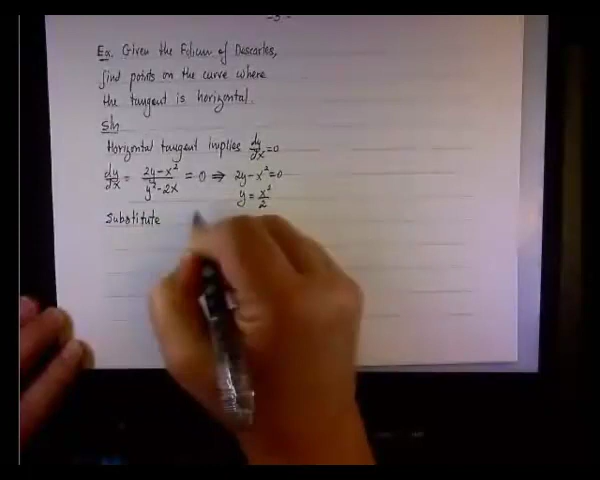 Ex. Given the Folium of Descartes,
find points on the curve where
the tangent is horizontal.
Sln
Horizontal tangent implies dy/dx = 0
dy/dx = (2y - x²)/(y² - 2x) = 0 ⇒ 2y - x² = 0
y = x²/2
Substitute